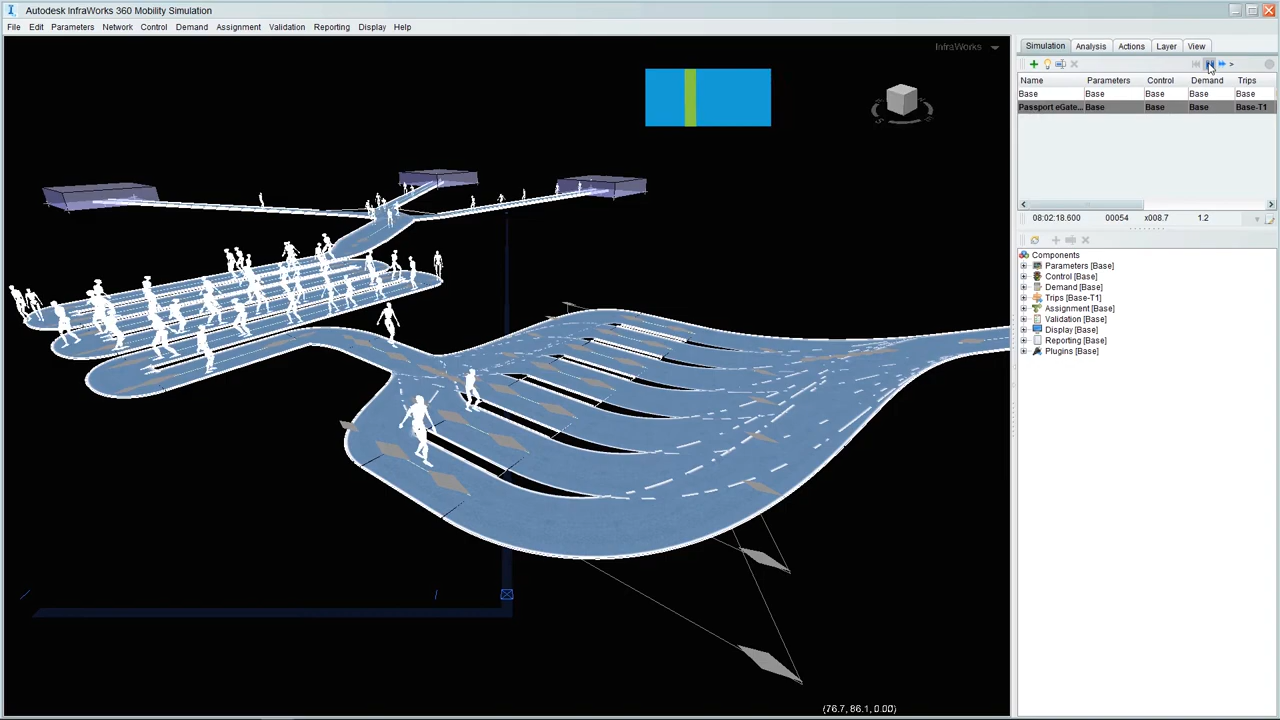 Autodesk InfraWorks 360 Mobility Simulation
File Edit Parameters Network Control Demand Assignment Validation Reporting Display Help
InfraWorks
Simulation Analysis Actions Layer View
Name Parameters Control Demand Trips
Base Base Base Base Base
Passport eGate... Base Base Base Base-T1
08:02:18.600 00054 x008.7 1.2
Components
Parameters [Base]
Control [Base]
Demand [Base]
Trips [Base-T1]
Assignment [Base]
Validation [Base]
Display [Base]
Reporting [Base]
Plugins [Base]
(76.7, 86.1, 0.00)